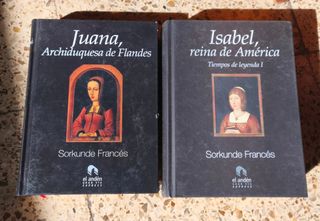 Juana,
Archiduquesa de Flandes
Sorkunde Francés
el andén
Isabel,
reina de América
Tiempos de leyenda I
Sorkunde Francés
el andén